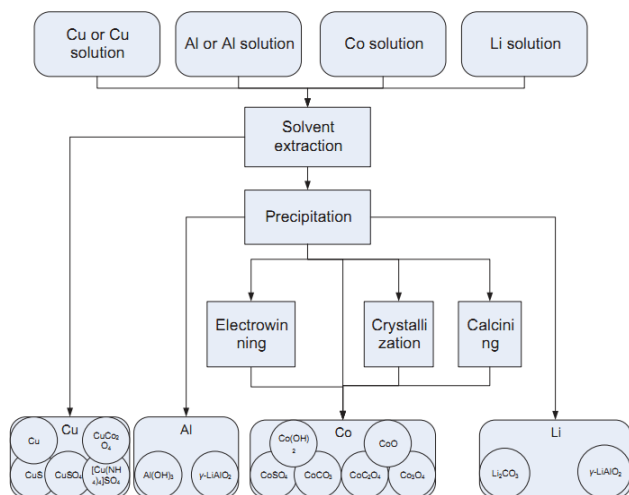 Cu or Cu
solution
Al or Al solution
Co solution
Li solution
Solvent
extraction
Precipitation
Electrowin
ning
Crystalli
zation
Calcini
ng
Cu
Cu
CuCo₂
O₄
CuS
CuSO₄
[Cu(NH
₄)₄]SO₄
Al
Al(OH)₃
γ-LiAlO₂
Co
Co(OH)
₂
CoO
CoSO₄
CoCO₃
CoC₂O₄
Co₃O₄
Li
Li₂CO₃
γ-LiAlO₂